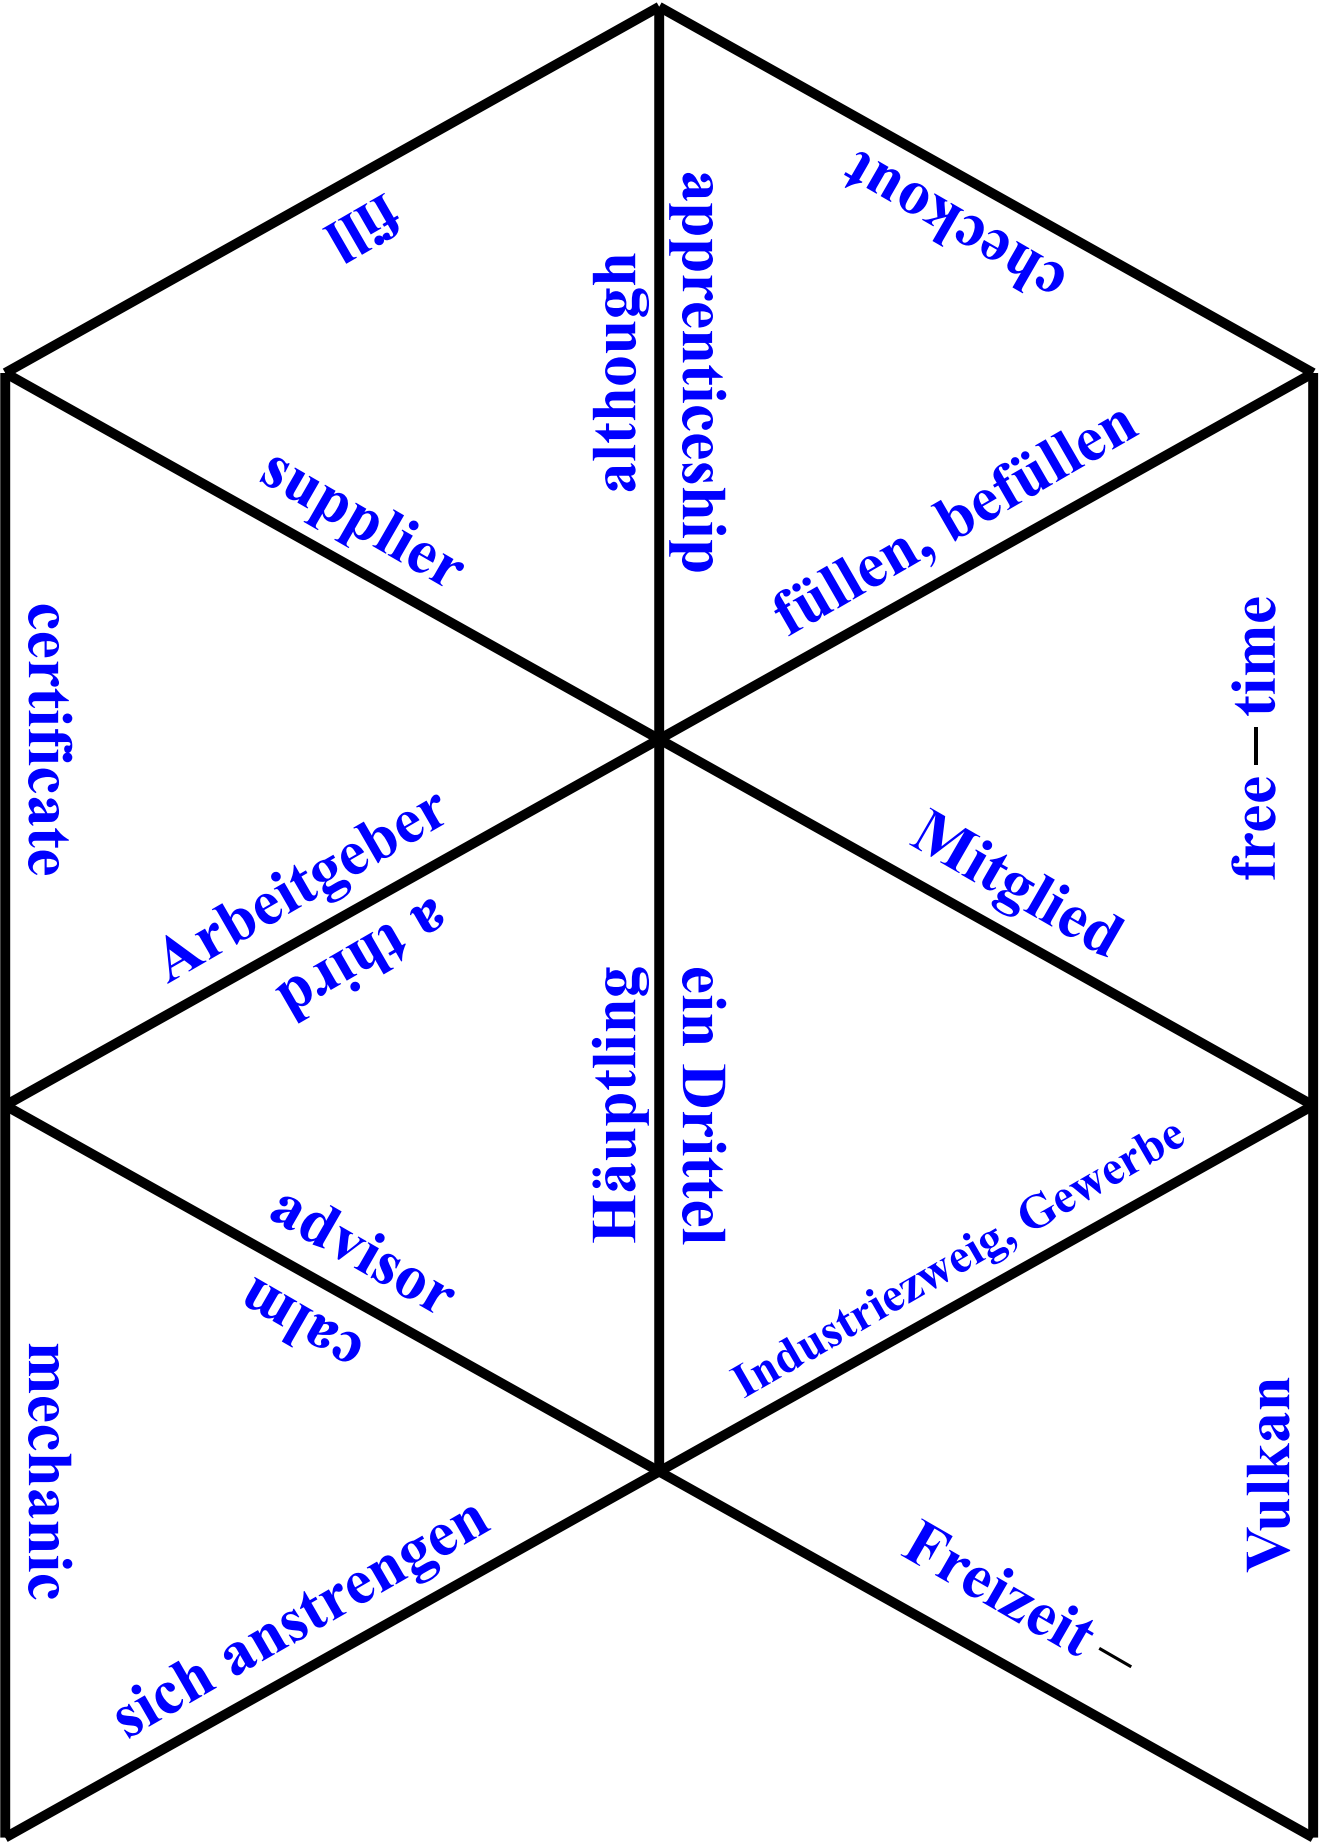 fill
checkout
although
apprenticeship
supplier
füllen, befüllen
certificate
free – time
Arbeitgeber
Mitglied
a third
Häuptling
ein Drittel
advisor
Industriezweig, Gewerbe
calm
mechanic
Vulkan
sich anstrengen
Freizeit –